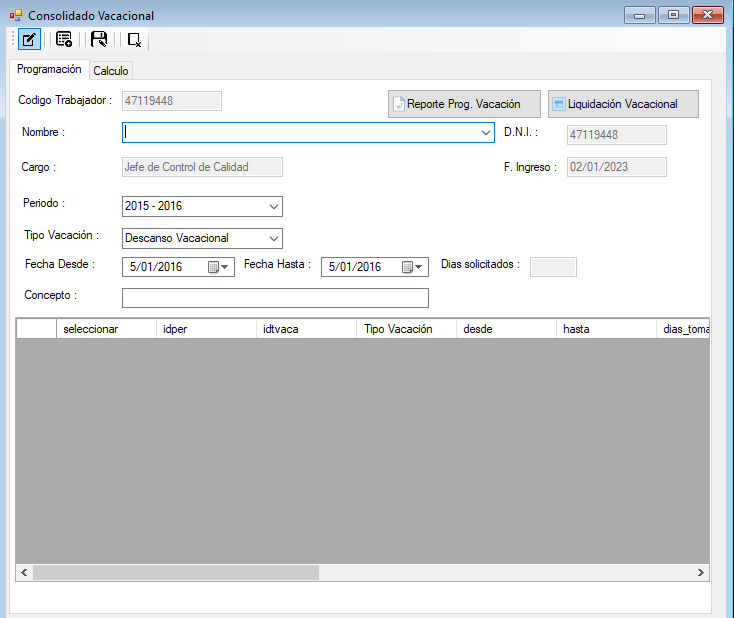 Consolidado Vacacional
Programación Calculo
Codigo Trabajador : 47119448 Reporte Prog. Vacación Liquidación Vacacional
Nombre : D.N.I. : 47119448
Cargo : Jefe de Control de Calidad F. Ingreso : 02/01/2023
Periodo : 2015 - 2016
Tipo Vacación : Descanso Vacacional
Fecha Desde : 5/01/2016 Fecha Hasta : 5/01/2016 Dias solicitados :
Concepto :
seleccionar idper idtvaca Tipo Vacación desde hasta dias_toma